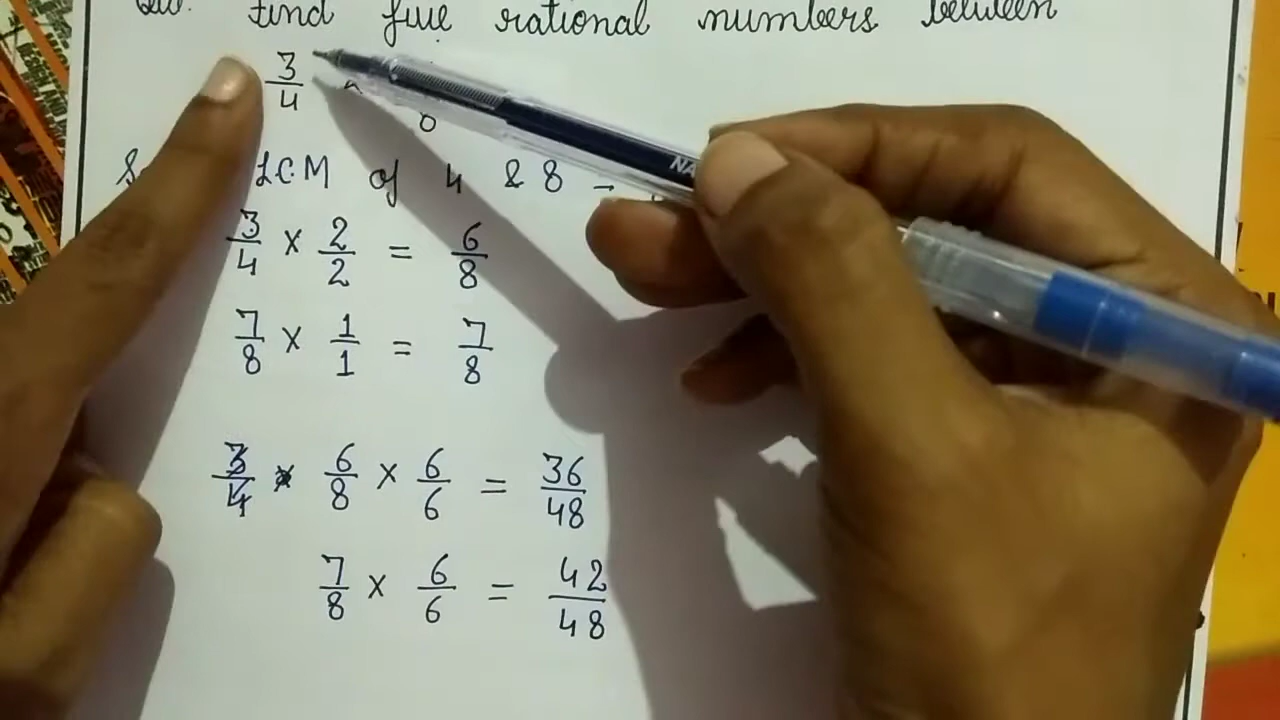 find five rational numbers between
3/4
LCM of 4 & 8 →
3/4 × 2/2 = 6/8
7/8 × 1/1 = 7/8
6/8 × 6/6 = 36/48
7/8 × 6/6 = 42/48